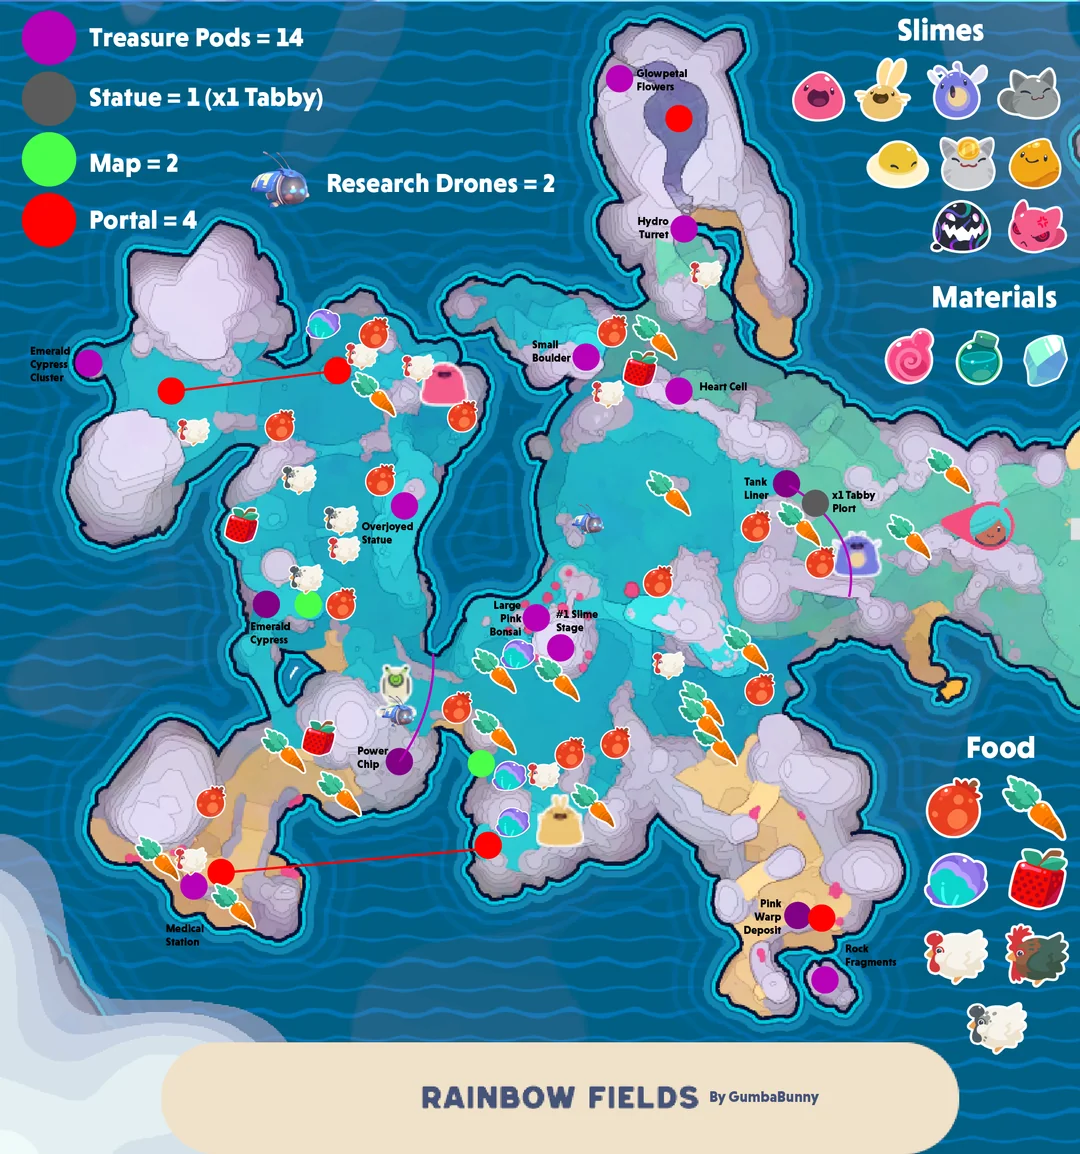 Treasure Pods = 14
Statue = 1 (x1 Tabby)
Map = 2
Research Drones = 2
Portal = 4
Slimes
Glowpetal
Flowers
Hydro
Turret
Materials
Emerald
Cypress
Cluster
Small
Boulder
Heart Cell
Tank
Liner
x1 Tabby
Plort
Overjoyed
Statue
Large
Pink
Bonsai
#1 Slime
Stage
Emerald
Cypress
Power
Chip
Food
Pink
Warp
Deposit
Medical
Station
Rock
Fragments
RAINBOW FIELDS
By GumbaBunny